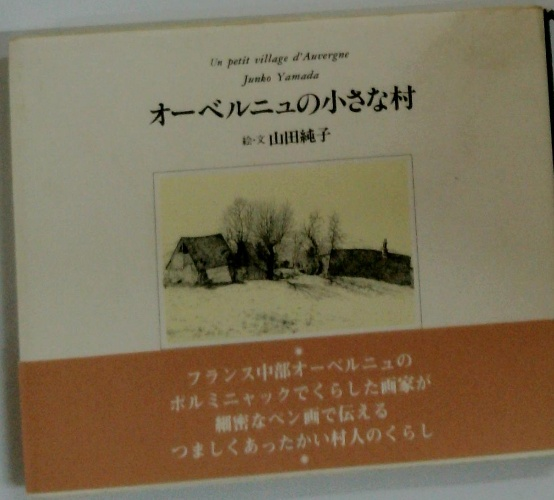 Un petit village d'Auvergne
Junko Yamada
オーベルニュの小さな村
絵・文 山田純子
フランス中部オーベルニュの
ポルミニャックでくらした画家が
細密なペン画で伝える
つましくあったかい村人のくらし